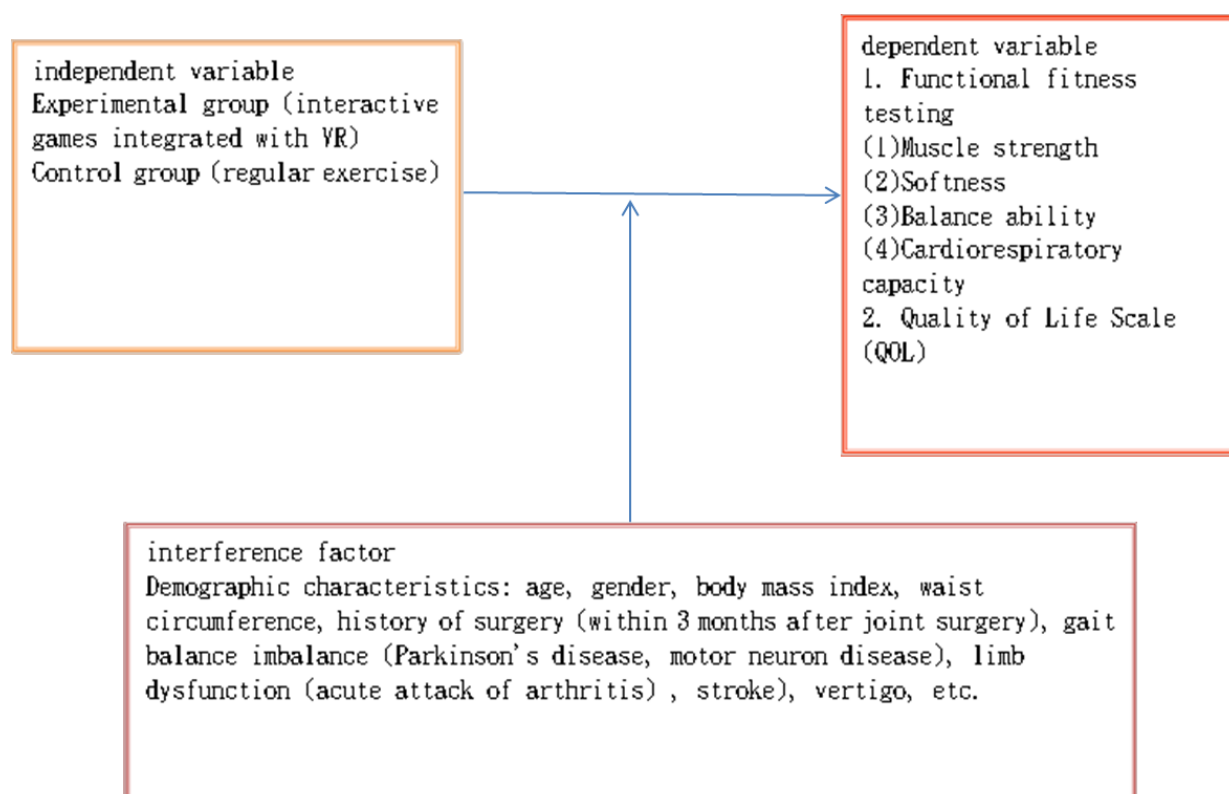 independent variable
Experimental group (interactive
games integrated with VR)
Control group (regular exercise)
dependent variable
1. Functional fitness
testing
(1)Muscle strength
(2)Softness
(3)Balance ability
(4)Cardiorespiratory
capacity
2. Quality of Life Scale
(QOL)
interference factor
Demographic characteristics: age, gender, body mass index, waist
circumference, history of surgery (within 3 months after joint surgery), gait
balance imbalance (Parkinson's disease, motor neuron disease), limb
dysfunction (acute attack of arthritis) , stroke), vertigo, etc.